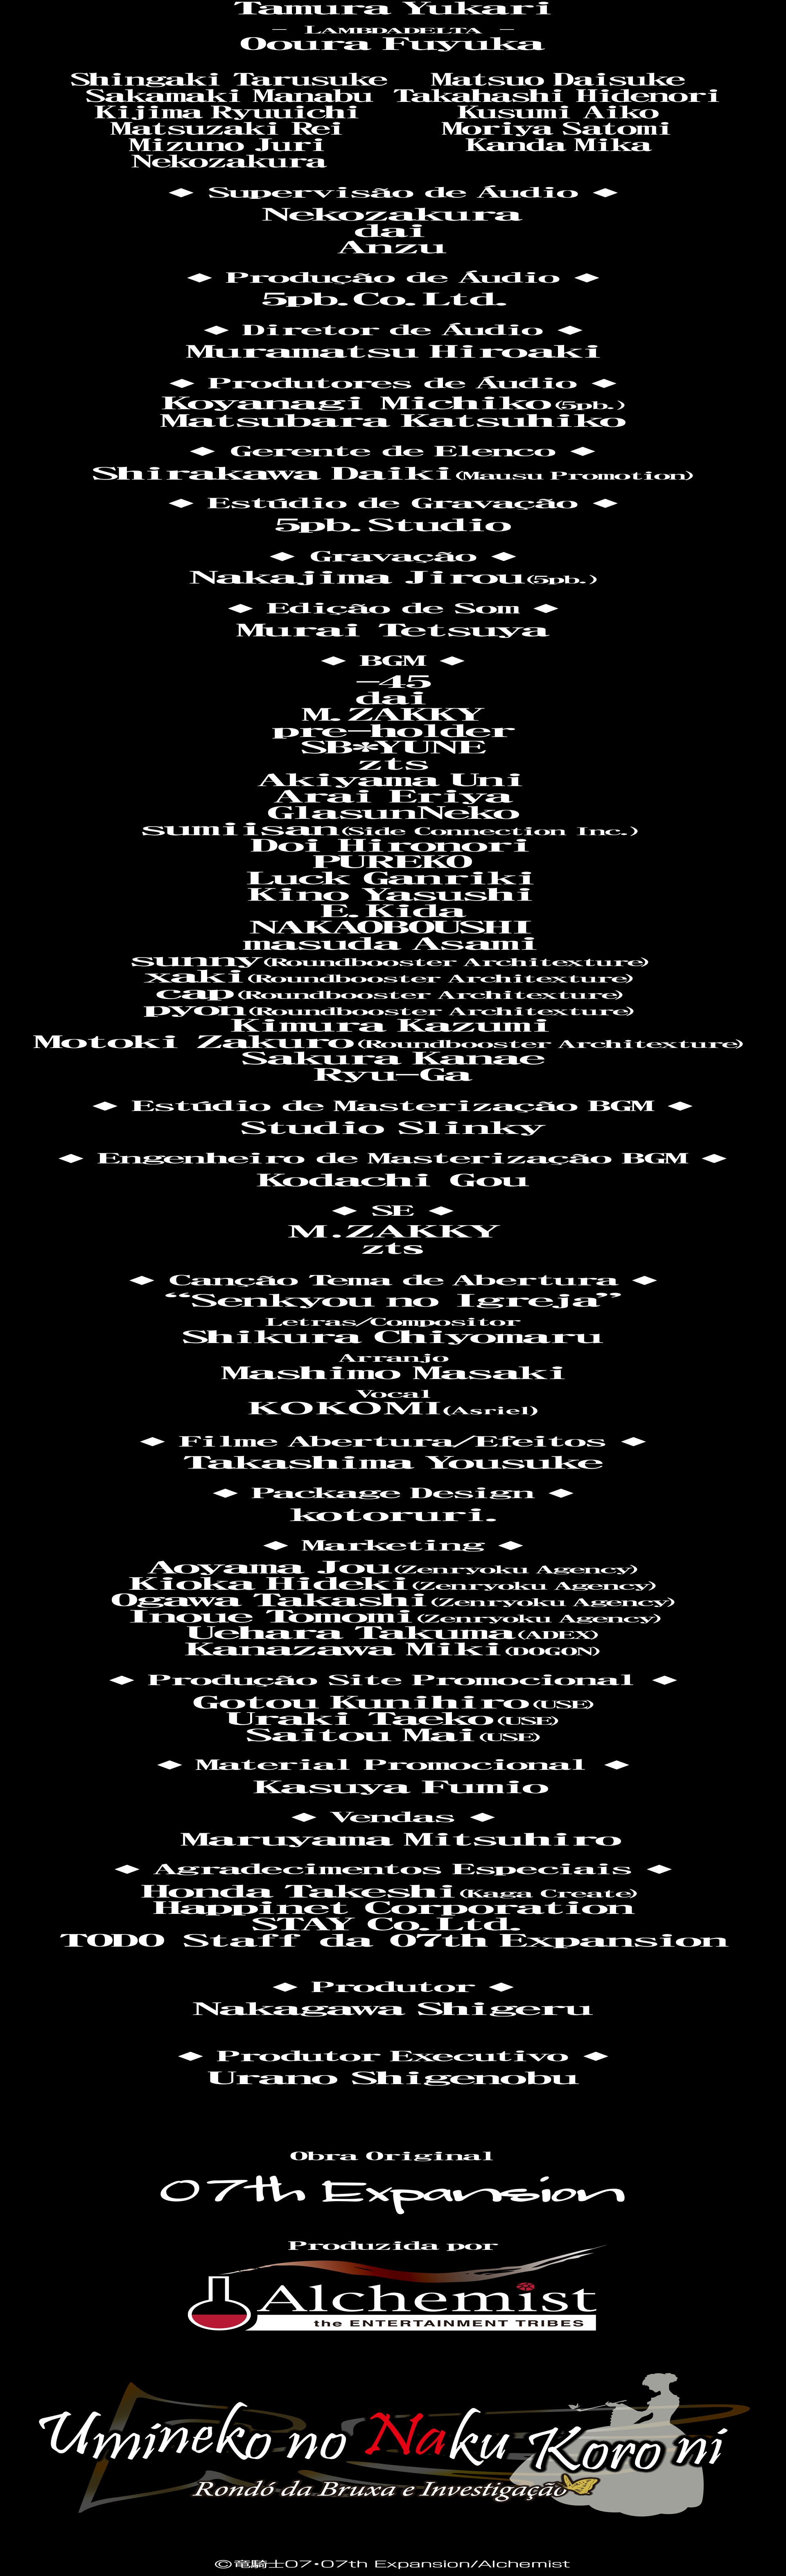 Tamura Yukari
- LAMBDADELTA -
Ooura Fuyuka
Shingaki Tarusuke Matsuo Daisuke
Sakamaki Manabu Takahashi Hidenori
Kijima Ryuuichi Kusumi Aiko
Matsuzaki Rei Moriya Satomi
Mizuno Juri Kanda Mika
Nekozakura
◆ Supervisão de Áudio ◆
Nekozakura
dai
Anzu
◆ Produção de Áudio ◆
5pb.Co.Ltd.
◆ Diretor de Áudio ◆
Muramatsu Hiroaki
◆ Produtores de Áudio ◆
Koyanagi Michiko(5pb.)
Matsubara Katsuhiko
◆ Gerente de Elenco ◆
Shirakawa Daiki(Mausu Promotion)
◆ Estúdio de Gravação ◆
5pb.Studio
◆ Gravação ◆
Nakajima Jirou(5pb.)
◆ Edição de Som ◆
Murai Tetsuya
◆ BGM ◆
-45
dai
M.ZAKKY
pre-holder
SB*YUNE
zts
Akiyama Uni
Arai Eriya
GlasunNeko
sumiisan(Side Connection Inc.)
Doi Hironori
PUREKO
Luck Ganriki
Kino Yasushi
E.Kida
NAKAOBOUSHI
masuda Asami
sunny(Roundbooster Architexture)
xaki(Roundbooster Architexture)
cap(Roundbooster Architexture)
pyon(Roundbooster Architexture)
Kimura Kazumi
Motoki Zakuro(Roundbooster Architexture)
Sakura Kanae
Ryu-Ga
◆ Estúdio de Masterização BGM ◆
Studio Slinky
◆ Engenheiro de Masterização BGM ◆
Kodachi Gou
◆ SE ◆
M.ZAKKY
zts
◆ Canção Tema de Abertura ◆
“Senkyou no Igreja”
Letras/Compositor
Shikura Chiyomaru
Arranjo
Mashimo Masaki
Vocal
KOKOMI(Asriel)
◆ Filme Abertura/Efeitos ◆
Takashima Yousuke
◆ Package Design ◆
kotoruri.
◆ Marketing ◆
Aoyama Jou(Zenryoku Agency)
Kioka Hideki(Zenryoku Agency)
Ogawa Takashi(Zenryoku Agency)
Inoue Tomomi(Zenryoku Agency)
Uehara Takuma(ADEX)
Kanazawa Miki(DOGON)
◆ Produção Site Promocional ◆
Gotou Kunihiro(USE)
Uraki Taeko(USE)
Saitou Mai(USE)
◆ Material Promocional ◆
Kasuya Fumio
◆ Vendas ◆
Maruyama Mitsuhiro
◆ Agradecimentos Especiais ◆
Honda Takeshi(Kaga Create)
Happinet Corporation
STAY Co.Ltd.
TODO Staff da 07th Expansion
◆ Produtor ◆
Nakagawa Shigeru
◆ Produtor Executivo ◆
Urano Shigenobu
Obra Original
07th Expansion
Produzida por
Alchemist
the ENTERTAINMENT TRIBES
Umineko no Naku Koro ni
Rondó da Bruxa e Investigação
©竜騎士07・07th Expansion/Alchemist